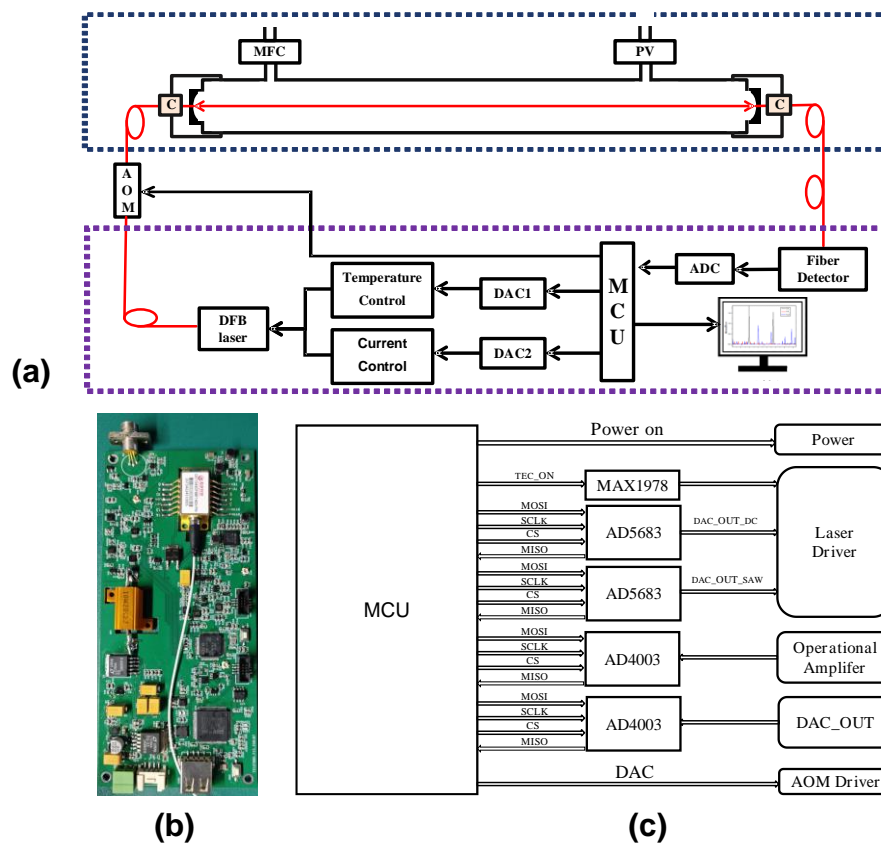 MFC
PV
C
C
A
O
M
Temperature
Control
DAC1
M
C
U
ADC
Fiber
Detector
DFB
laser
Current
Control
DAC2
(a)
Power on
Power
TEC_ON
MAX1978
MOSI
SCLK
CS
MISO
AD5683
DAC_OUT_DC
Laser
Driver
MOSI
SCLK
CS
MISO
AD5683
DAC_OUT_SAW
MCU
MOSI
SCLK
CS
MISO
AD4003
Operational
Amplifer
MOSI
SCLK
CS
MISO
AD4003
DAC_OUT
DAC
AOM Driver
(b)
(c)